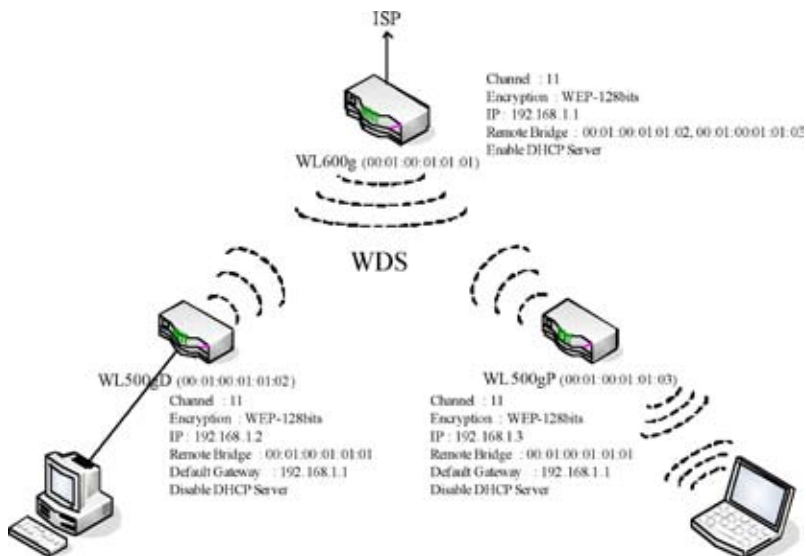 ISP
Channel : 11
Encryption : WEP-128bits
IP : 192.168.1.1
Remote Bridge : 00:01:00:01:01:02, 00:01:00:01:01:03
Enable DHCP Server
WL600g (00:01:00:01:01:01)
WDS
WL500gD (00:01:00:01:01:02)
Channel : 11
Encryption : WEP-128bits
IP : 192.168.1.2
Remote Bridge : 00:01:00:01:01:01
Default Gateway : 192.168.1.1
Disable DHCP Server
WL500gP (00:01:00:01:01:03)
Channel : 11
Encryption : WEP-128bits
IP : 192.168.1.3
Remote Bridge : 00:01:00:01:01:01
Default Gateway : 192.168.1.1
Disable DHCP Server